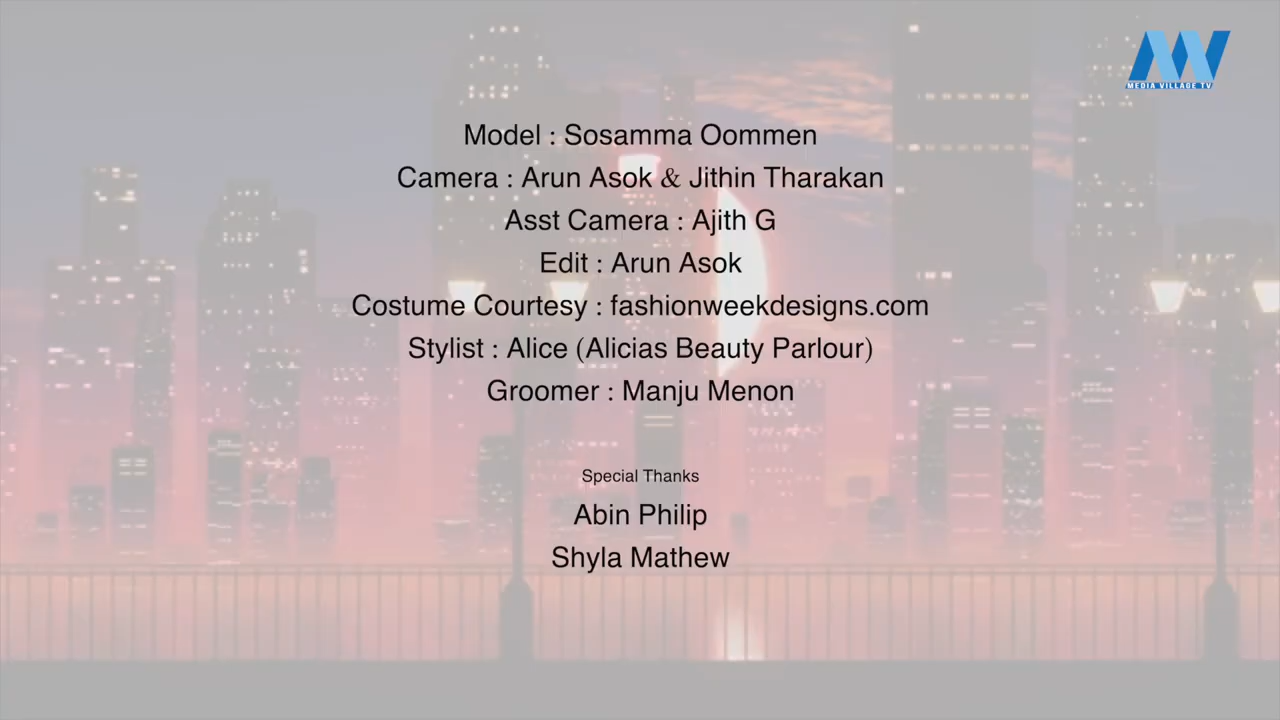 MEDIA VILLAGE TV
Model : Sosamma Oommen
Camera : Arun Asok & Jithin Tharakan
Asst Camera : Ajith G
Edit : Arun Asok
Costume Courtesy : fashionweekdesigns.com
Stylist : Alice (Alicias Beauty Parlour)
Groomer : Manju Menon
Special Thanks
Abin Philip
Shyla Mathew